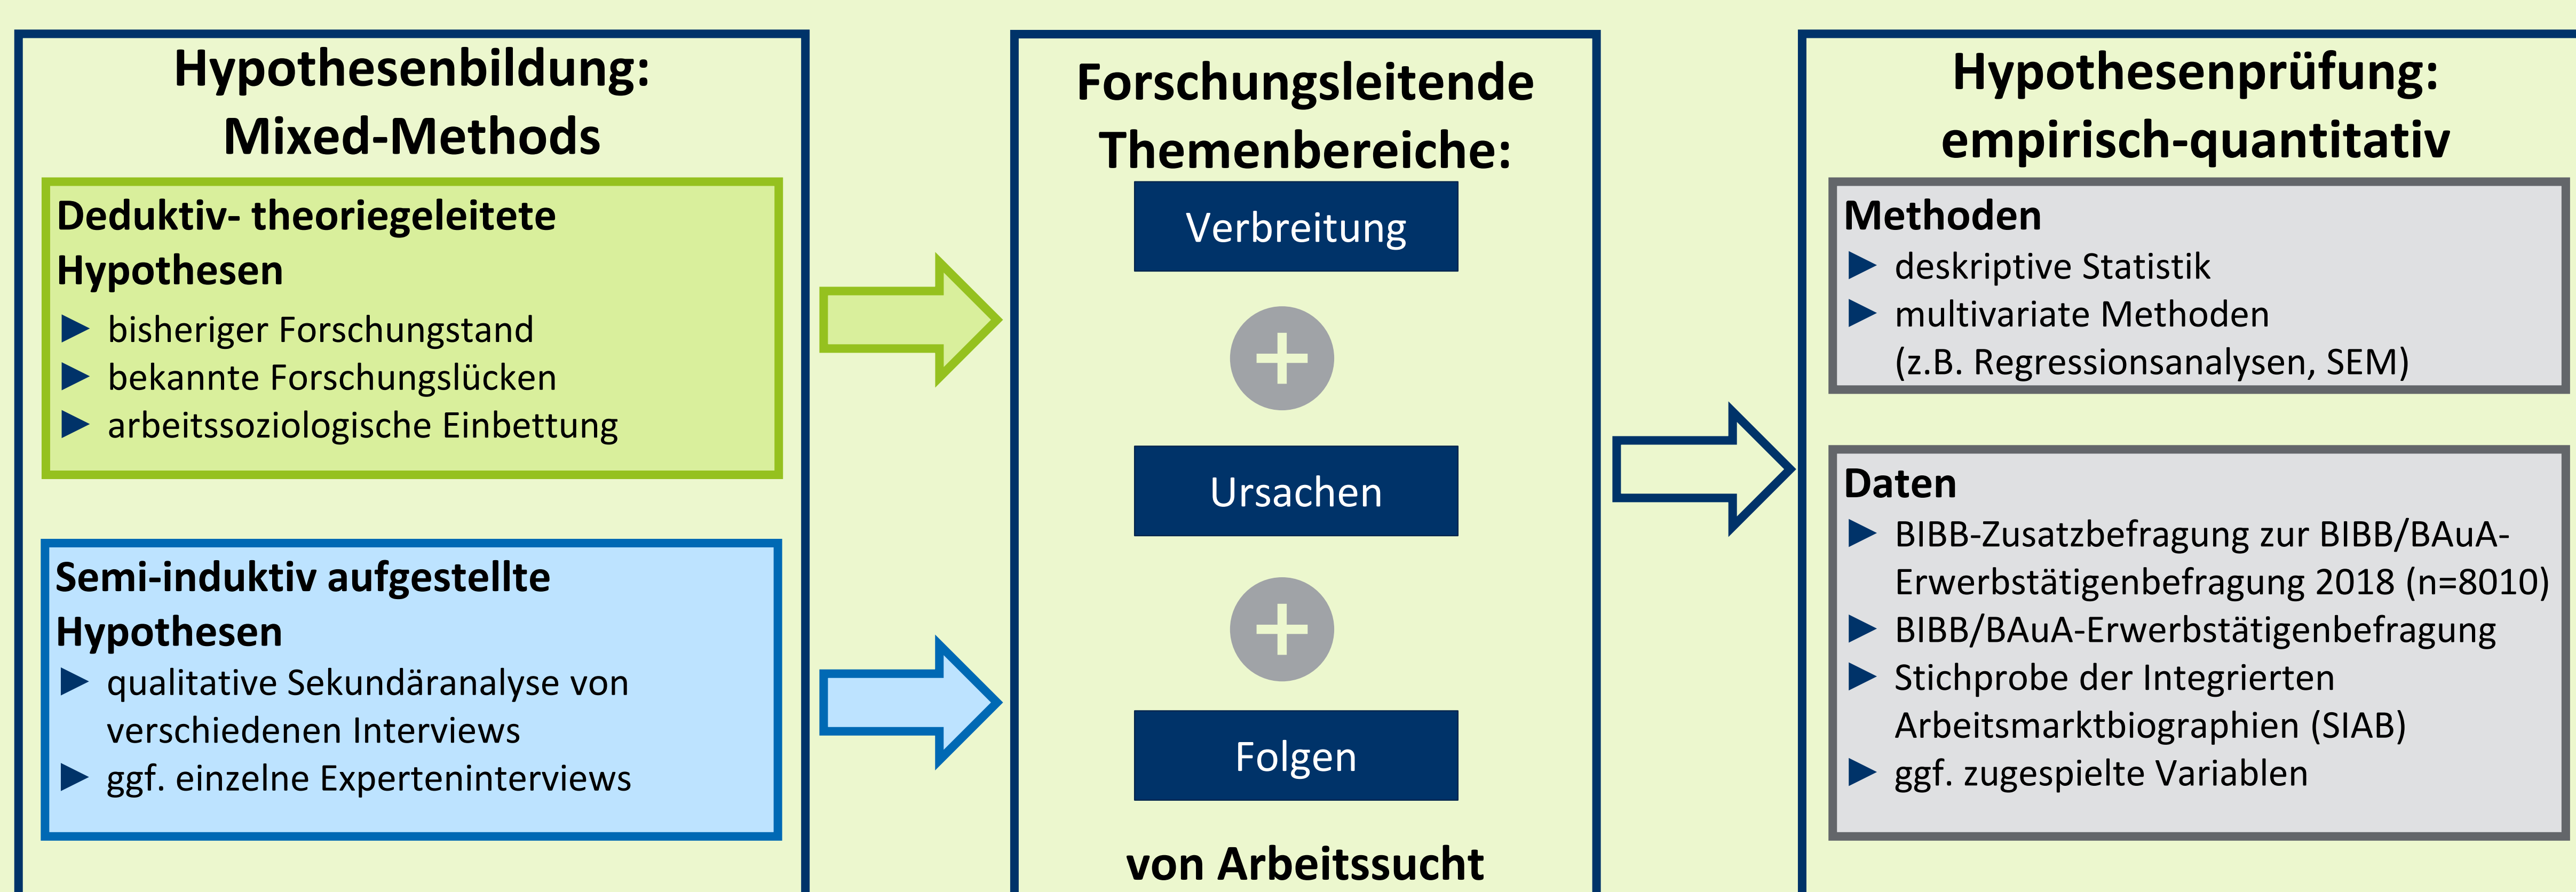 Hypothesenbildung:
Mixed-Methods
Deduktiv- theoriegeleitete
Hypothesen
► bisheriger Forschungstand
► bekannte Forschungslücken
► arbeitssoziologische Einbettung
Semi-induktiv aufgestellte
Hypothesen
► qualitative Sekundäranalyse von
verschiedenen Interviews
► ggf. einzelne Experteninterviews
Forschungsleitende
Themenbereiche:
Verbreitung
+
Ursachen
+
Folgen
von Arbeitssucht
Hypothesenprüfung:
empirisch-quantitativ
Methoden
► deskriptive Statistik
► multivariate Methoden
(z.B. Regressionsanalysen, SEM)
Daten
► BIBB-Zusatzbefragung zur BIBB/BAuA-
Erwerbstätigenbefragung 2018 (n=8010)
► BIBB/BAuA-Erwerbstätigenbefragung
► Stichprobe der Integrierten
Arbeitsmarktbiographien (SIAB)
► ggf. zugespielte Variablen